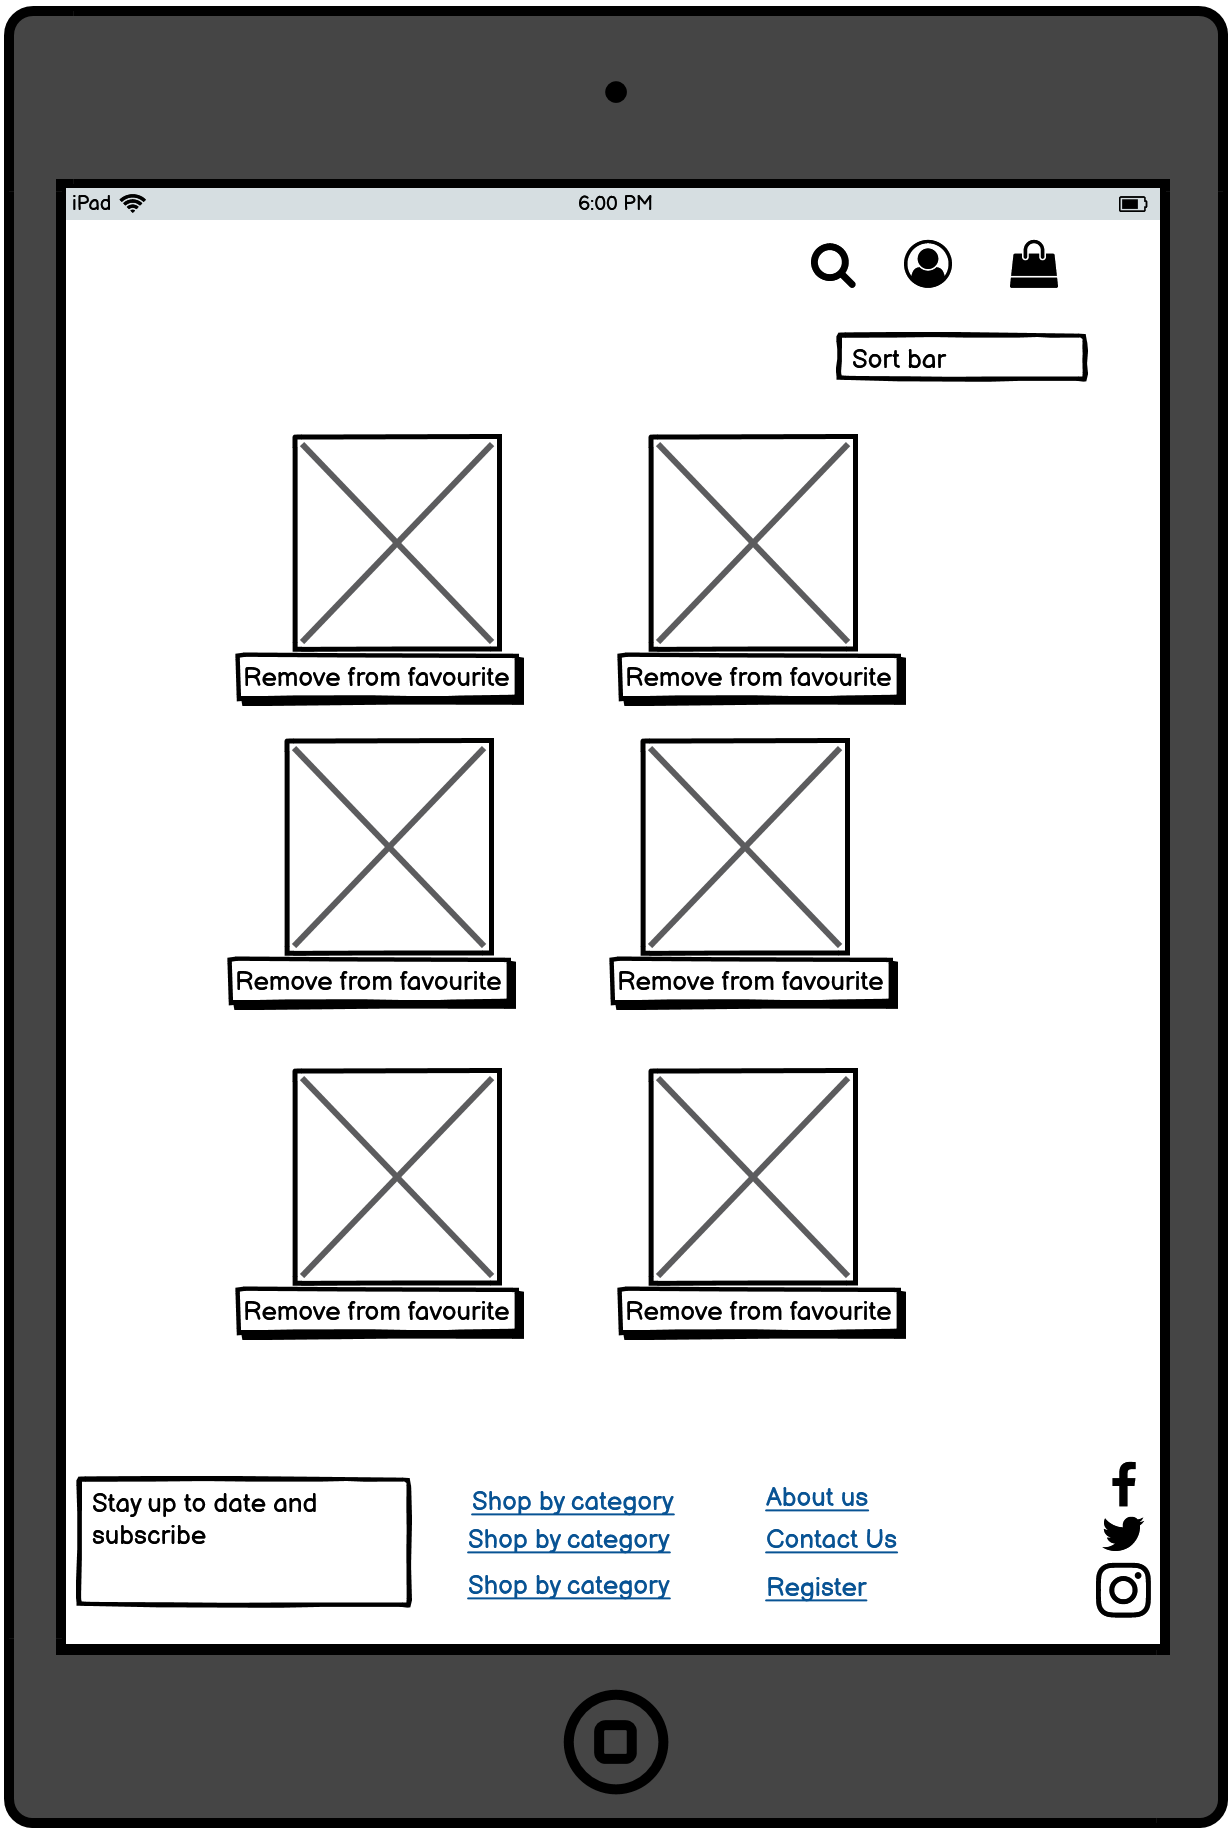 iPad
6:00 PM
Sort bar
Remove from favourite
Remove from favourite
Remove from favourite
Remove from favourite
Remove from favourite
Remove from favourite
Stay up to date and
subscribe
Shop by category
Shop by category
Shop by category
About us
Contact Us
Register